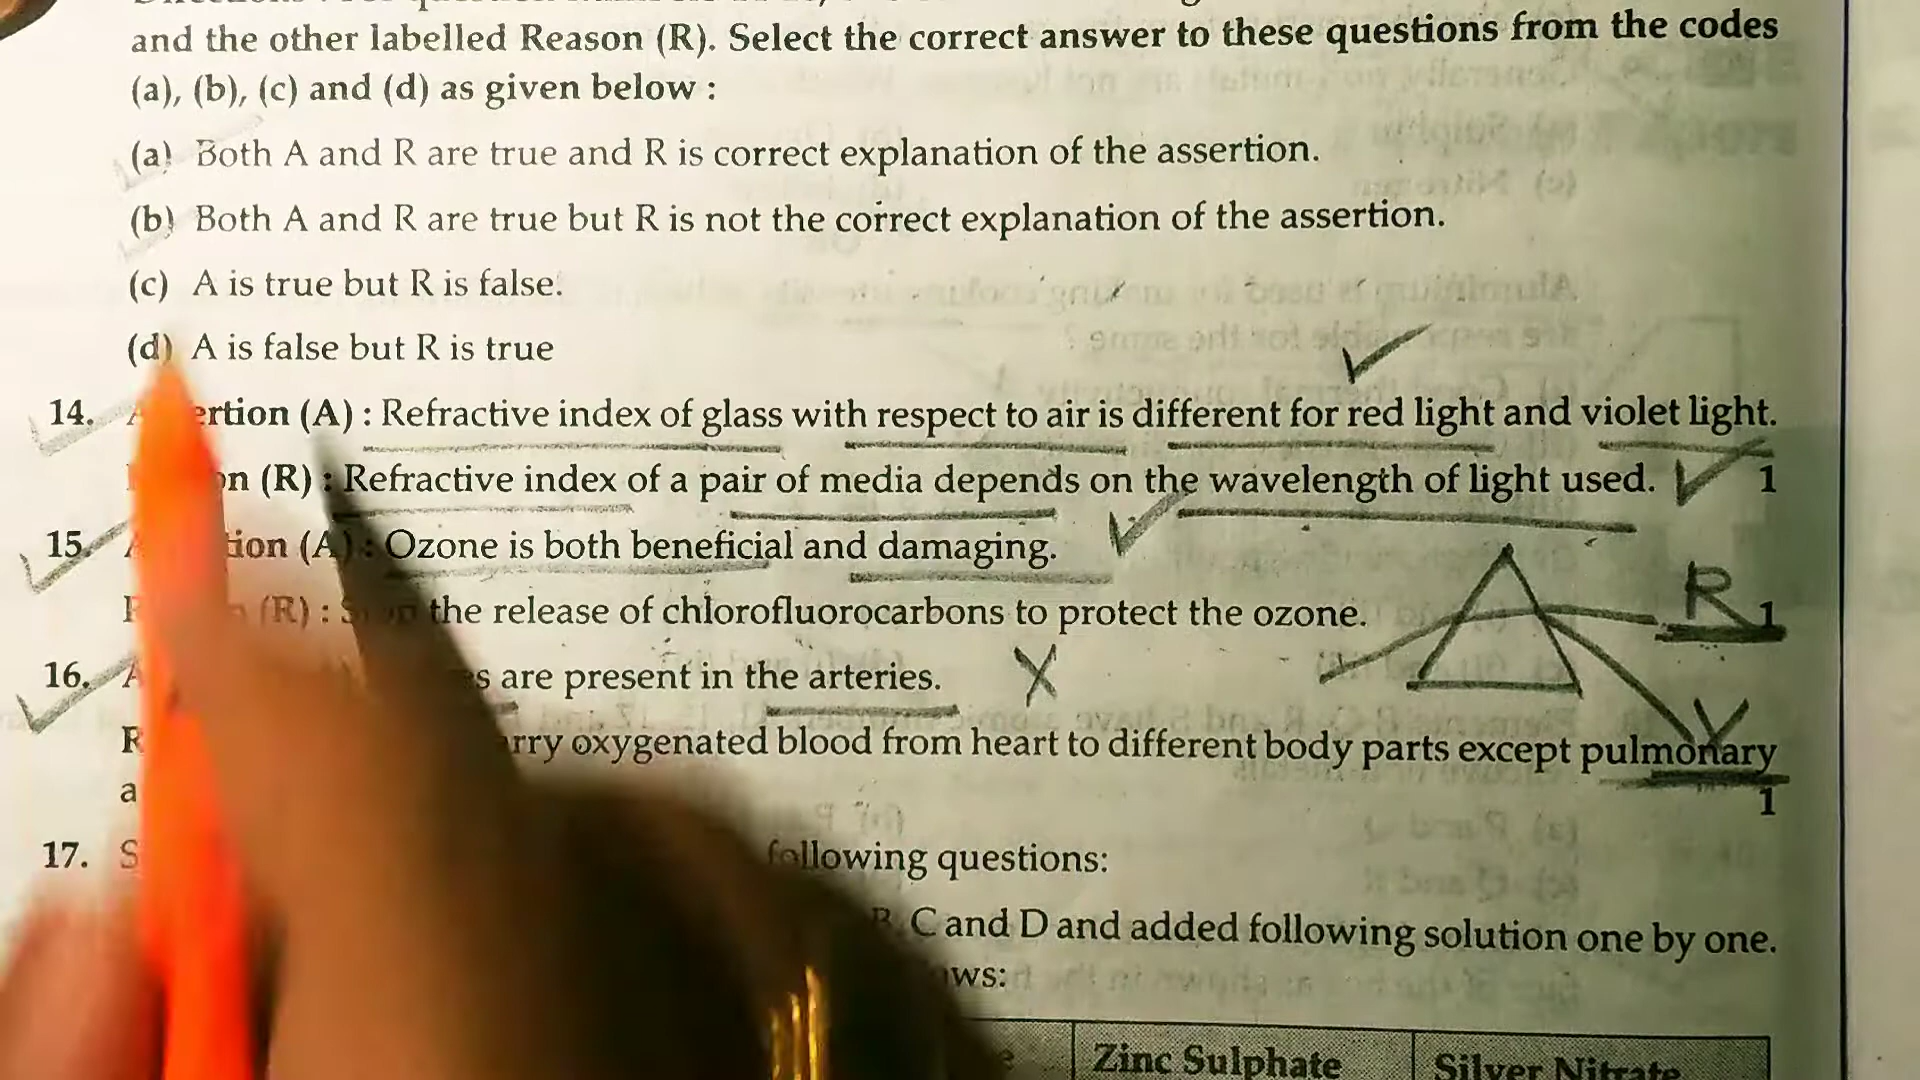 and the other labelled Reason (R). Select the correct answer to these questions from the codes
(a), (b), (c) and (d) as given below :
(a) Both A and R are true and R is correct explanation of the assertion.
(b) Both A and R are true but R is not the correct explanation of the assertion.
(c) A is true but R is false.
(d) A is false but R is true
14. (A) : Refractive index of glass with respect to air is different for red light and violet light.
(R) : Refractive index of a pair of media depends on the wavelength of light used. 1
15. (A) : Ozone is both beneficial and damaging.
(R) : the release of chlorofluorocarbons to protect the ozone. 1
R
16. are present in the arteries.
V
oxygenated blood from heart to different body parts except pulmonary
1
17. following questions:
C and D and added following solution one by one.
Zinc Sulphate Silver Nitrate